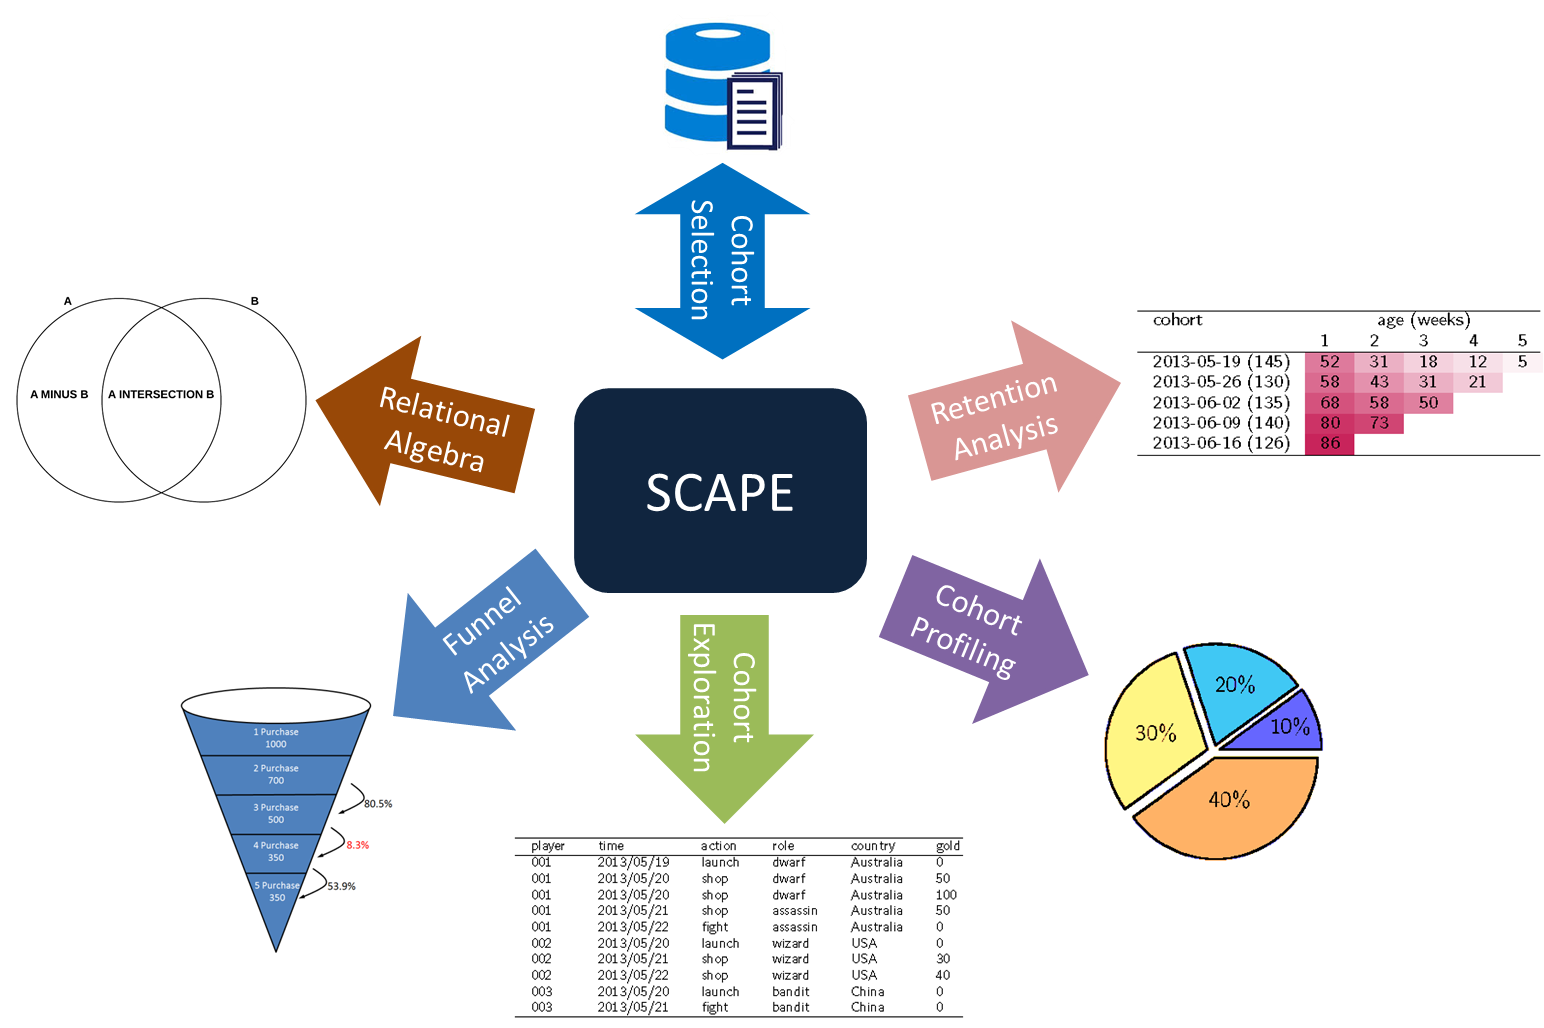 Cohort
Selection
A
B
A MINUS B
A INTERSECTION B
Relational
Algebra
Retention
Analysis
cohort age (weeks)
1 2 3 4 5
2013-05-19 (145) 52 31 18 12 5
2013-05-26 (130) 58 43 31 21
2013-06-02 (135) 68 58 50
2013-06-09 (140) 80 73
2013-06-16 (126) 86
SCAPE
Funnel
Analysis
Cohort
Exploration
Cohort
Profiling
1 Purchase
1000
2 Purchase
700
3 Purchase
500
4 Purchase
350
5 Purchase
350
80.5%
8.3%
53.9%
20%
10%
30%
40%
player time action role country gold
001 2013/05/19 launch dwarf Australia 0
001 2013/05/20 shop dwarf Australia 50
001 2013/05/20 shop dwarf Australia 100
001 2013/05/21 shop assassin Australia 50
001 2013/05/22 fight assassin Australia 0
002 2013/05/20 launch wizard USA 0
002 2013/05/21 shop wizard USA 30
002 2013/05/22 shop wizard USA 40
003 2013/05/20 launch bandit China 0
003 2013/05/21 fight bandit China 0